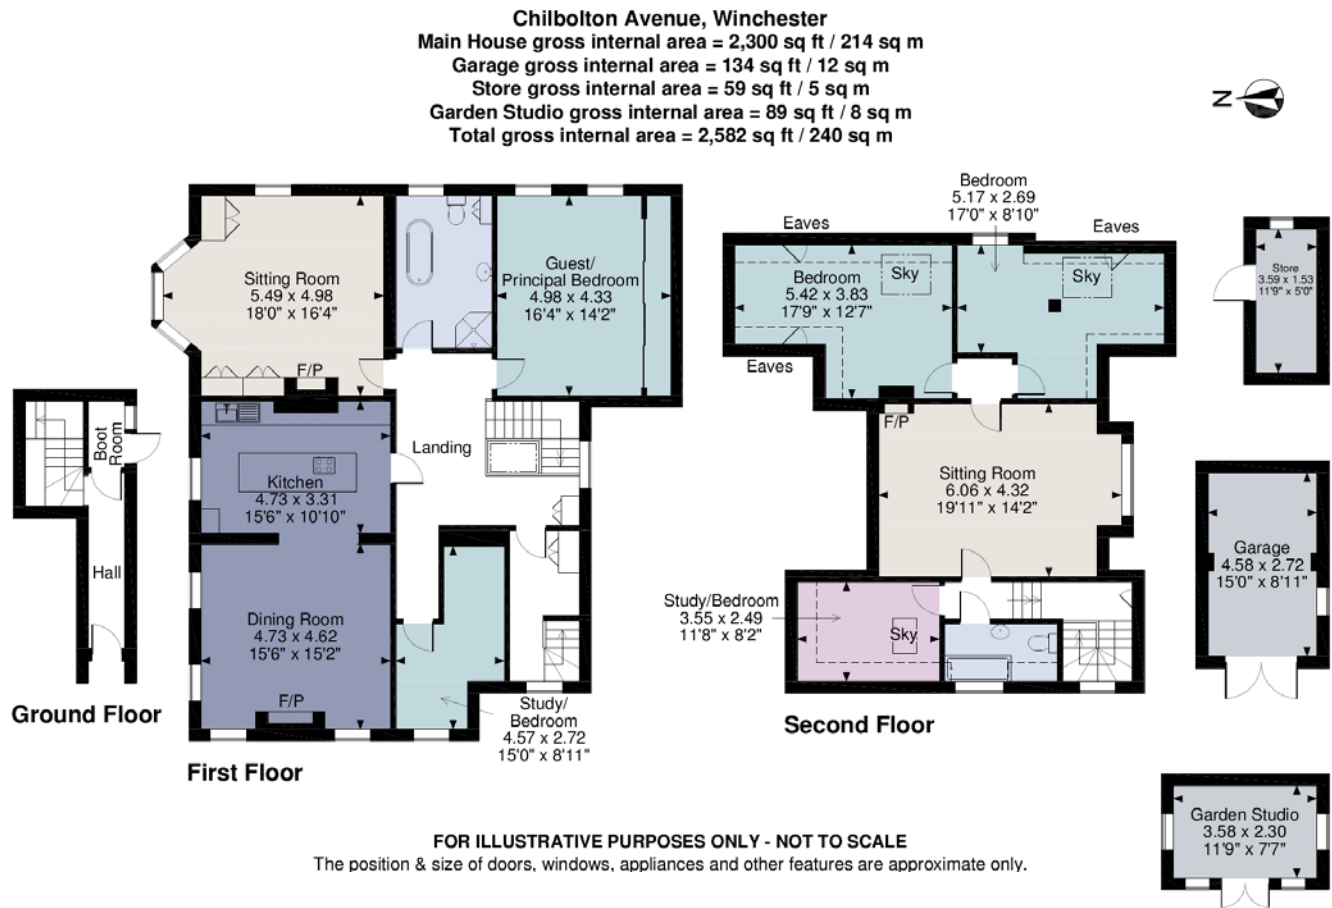 Chilbolton Avenue, Winchester
Main House gross internal area = 2,300 sq ft / 214 sq m
Garage gross internal area = 134 sq ft / 12 sq m
Store gross internal area = 59 sq ft / 5 sq m
Garden Studio gross internal area = 89 sq ft / 8 sq m
Total gross internal area = 2,582 sq ft / 240 sq m
N
Boot
Room
Hall
Ground Floor
Sitting Room
5.49 x 4.98
18'0" x 16'4"
F/P
Guest/
Principal Bedroom
4.98 x 4.33
16'4" x 14'2"
Landing
Kitchen
4.73 x 3.31
15'6" x 10'10"
Dining Room
4.73 x 4.62
15'6" x 15'2"
F/P
Study/
Bedroom
4.57 x 2.72
15'0" x 8'11"
First Floor
Bedroom
5.17 x 2.69
17'0" x 8'10"
Eaves
Eaves
Bedroom
5.42 x 3.83
17'9" x 12'7"
Sky
Sky
Eaves
F/P
Sitting Room
6.06 x 4.32
19'11" x 14'2"
Study/Bedroom
3.55 x 2.49
11'8" x 8'2"
Sky
Second Floor
Store
3.59 x 1.53
11'9" x 5'0"
Garage
4.58 x 2.72
15'0" x 8'11"
Garden Studio
3.58 x 2.30
11'9" x 7'7"
FOR ILLUSTRATIVE PURPOSES ONLY - NOT TO SCALE
The position & size of doors, windows, appliances and other features are approximate only.